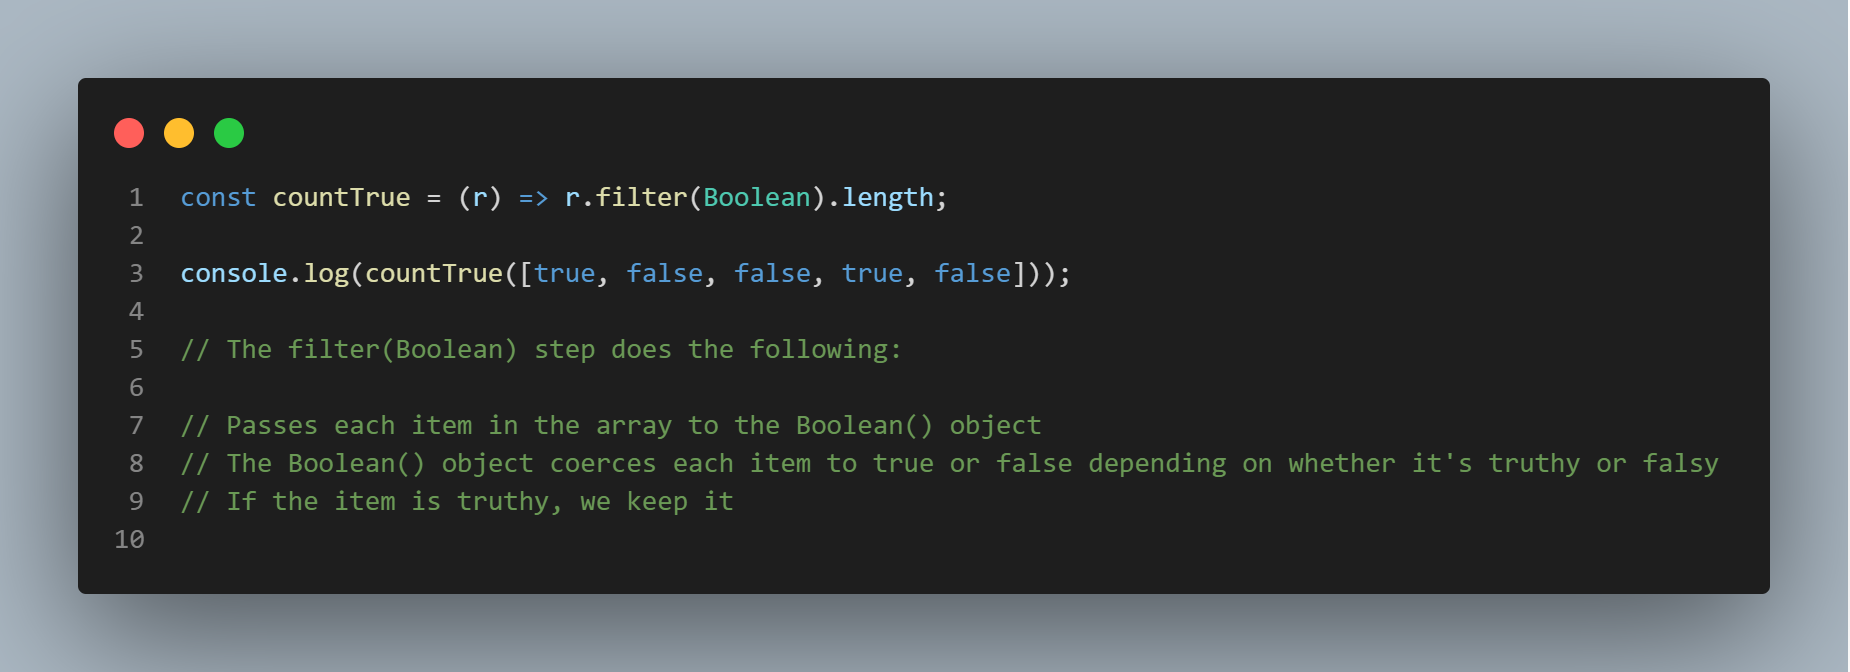 1 const countTrue = (r) => r.filter(Boolean).length;
2
3 console.log(countTrue([true, false, false, true, false]));
4
5 // The filter(Boolean) step does the following:
6
7 // Passes each item in the array to the Boolean() object
8 // The Boolean() object coerces each item to true or false depending on whether it's truthy or falsy
9 // If the item is truthy, we keep it
10